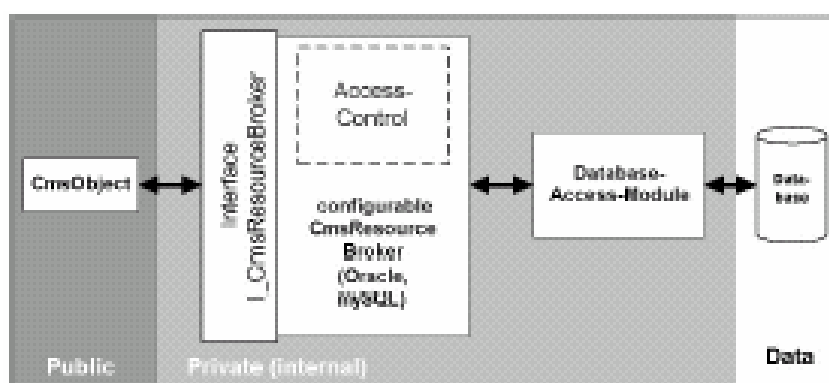 CmsObject
Interface
I_CmsResourceBroker
Access-
Control
configurable
CmsResource
Broker
(Oracle,
mySQL)
Database-
Access-Module
Data-
base
Public
Private (internal)
Data